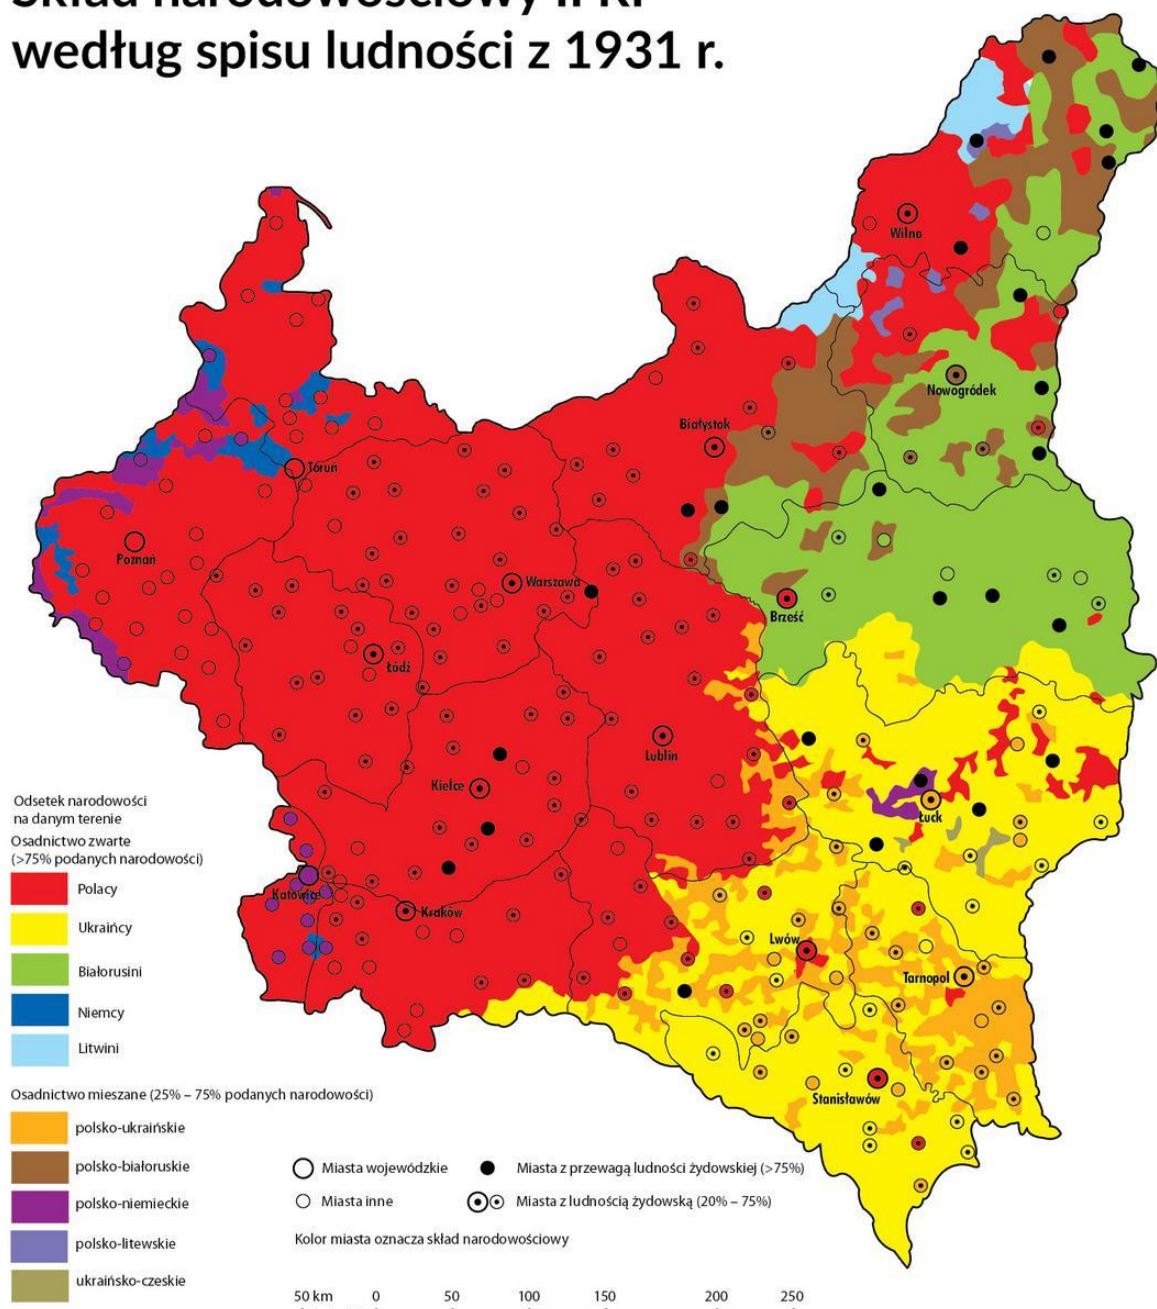 Skład narodowościowy II RP
według spisu ludności z 1931 r.
Wilno
Nowogródek
Białystok
Toruń
Poznań
Warszawa
Brześć
Łódź
Lublin
Kielce
Łuck
Katowice
Kraków
Lwów
Tarnopol
Stanisławów
Odsetek narodowości
na danym terenie
Osadnictwo zwarte
(>75% podanych narodowości)
Polacy
Ukraińcy
Białorusini
Niemcy
Litwini
Osadnictwo mieszane (25% – 75% podanych narodowości)
polsko-ukraińskie
polsko-białoruskie
polsko-niemieckie
polsko-litewskie
ukraińsko-czeskie
Miasta wojewódzkie
Miasta z przewagą ludności żydowskiej (>75%)
Miasta inne
Miasta z ludnością żydowską (20% – 75%)
Kolor miasta oznacza skład narodowościowy
50 km 0 50 100 150 200 250